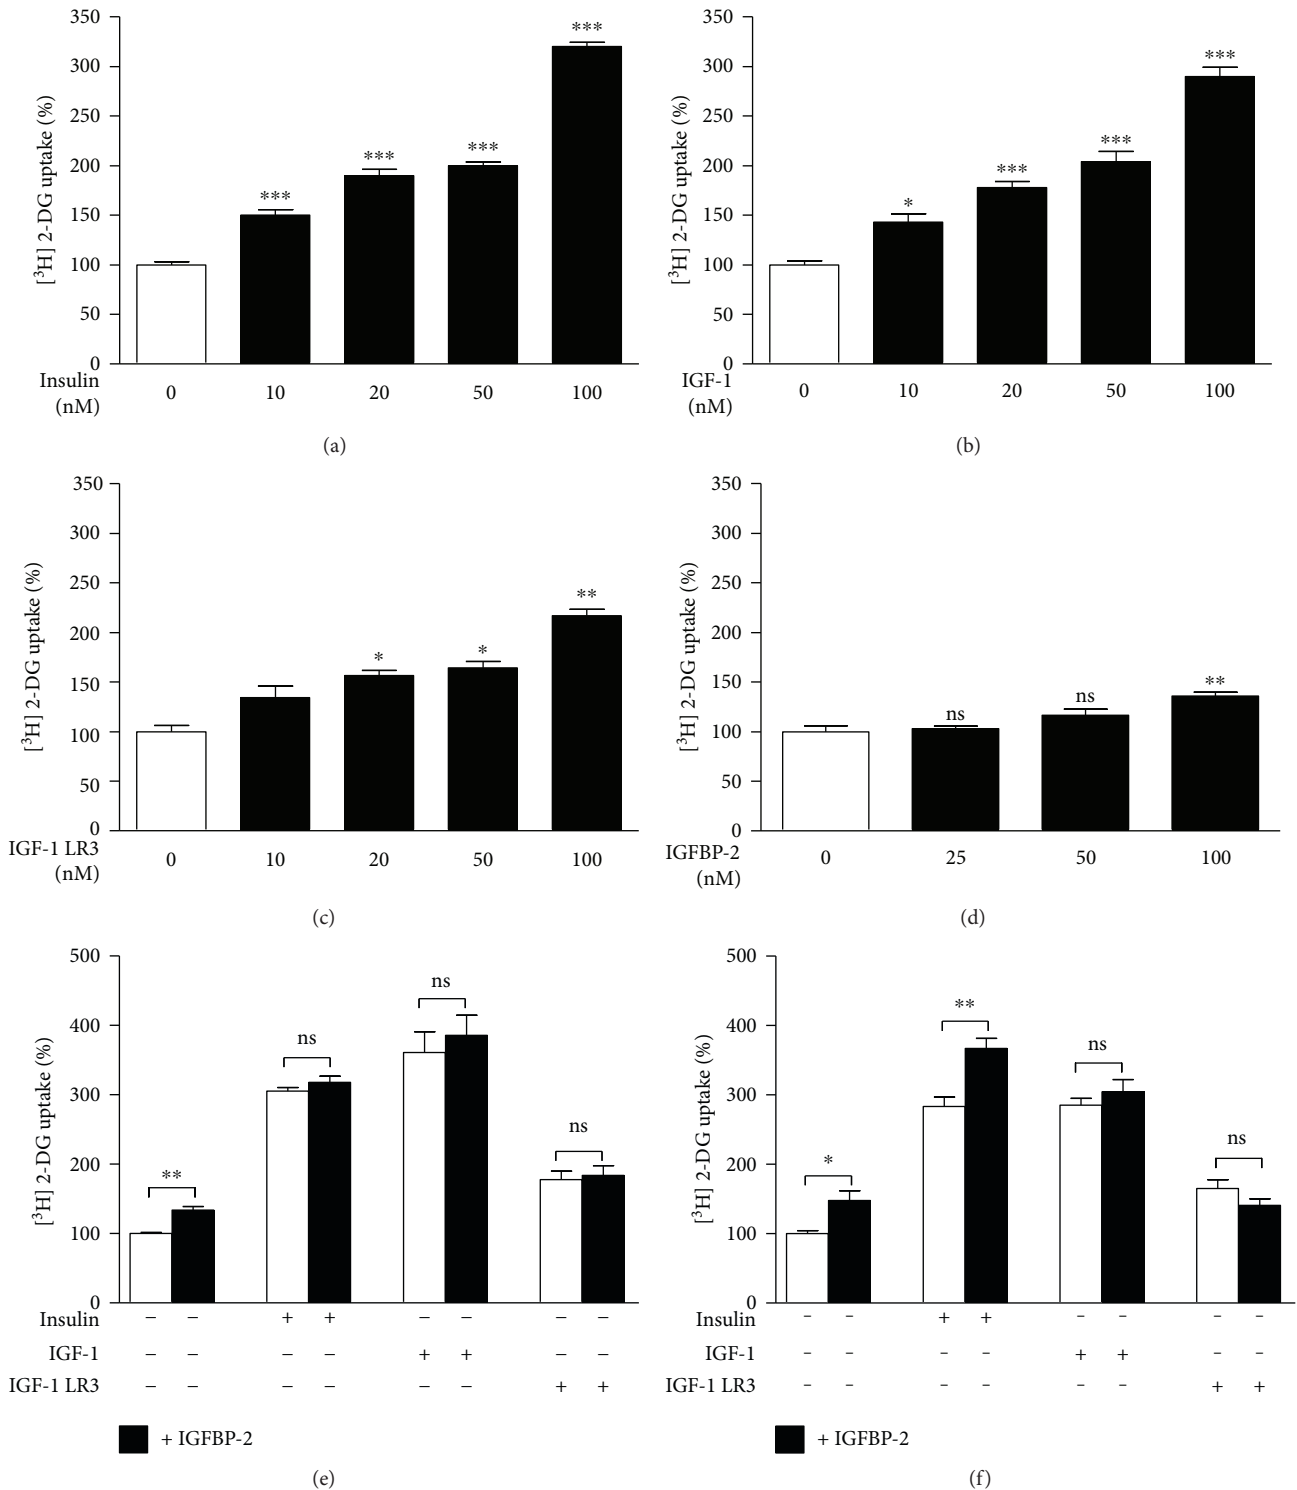 350
300
250
200
150
100
50
0
[³H] 2-DG uptake (%)
***
***
***
***
Insulin
(nM)
0 10 20 50 100
(a)
350
300
250
200
150
100
50
0
[³H] 2-DG uptake (%)
*
***
***
***
IGF-1
(nM)
0 10 20 50 100
(b)
350
300
250
200
150
100
50
0
[³H] 2-DG uptake (%)
*
*
**
IGF-1 LR3
(nM)
0 10 20 50 100
(c)
350
300
250
200
150
100
50
0
[³H] 2-DG uptake (%)
ns
ns
**
IGFBP-2
(nM)
0 25 50 100
(d)
500
400
300
200
100
0
[³H] 2-DG uptake (%)
**
ns
ns
ns
Insulin − − + + − − − −
IGF-1 − − − − + + − −
IGF-1 LR3 − − − − − − + +
+ IGFBP-2
(e)
500
400
300
200
100
0
[³H] 2-DG uptake (%)
*
**
ns
ns
Insulin − − + + − − − −
IGF-1 − − − − + + − −
IGF-1 LR3 − − − − − − + +
+ IGFBP-2
(f)